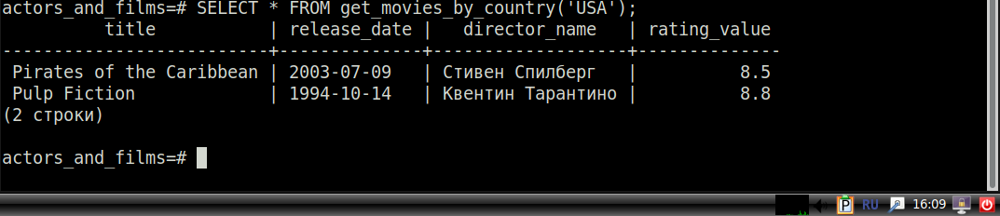 actors_and_films=# SELECT * FROM get_movies_by_country('USA');
title | release_date | director_name | rating_value
--------------------------+--------------+-------------------+--------------
Pirates of the Caribbean | 2003-07-09 | Стивен Спилберг | 8.5
Pulp Fiction | 1994-10-14 | Квентин Тарантино | 8.8
(2 строки)
actors_and_films=#
P RU 16:09